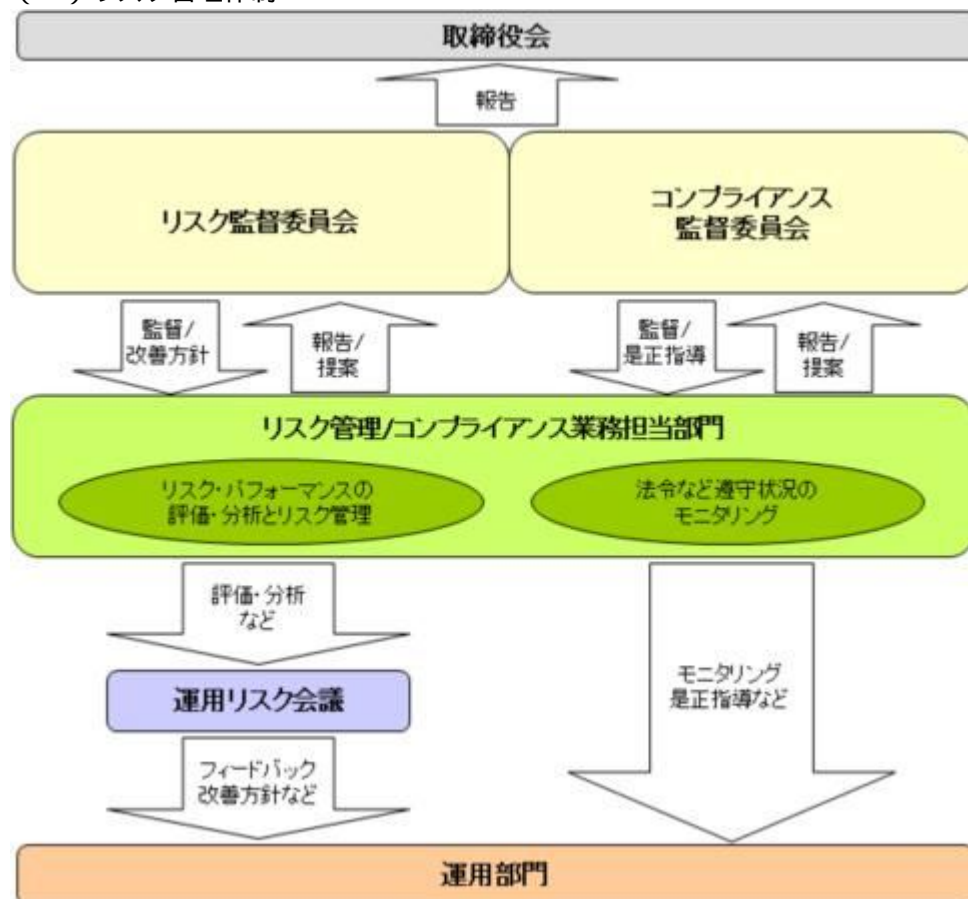 取締役会
報告
リスク監督委員会
コンプライアンス
監督委員会
監督/
改善方針
報告/
提案
監督/
是正指導
報告/
提案
リスク管理/コンプライアンス業務担当部門
リスク・パフォーマンスの
評価・分析とリスク管理
法令など遵守状況の
モニタリング
評価・分析
など
運用リスク会議
フィードバック
改善方針など
モニタリング
是正指導など
運用部門